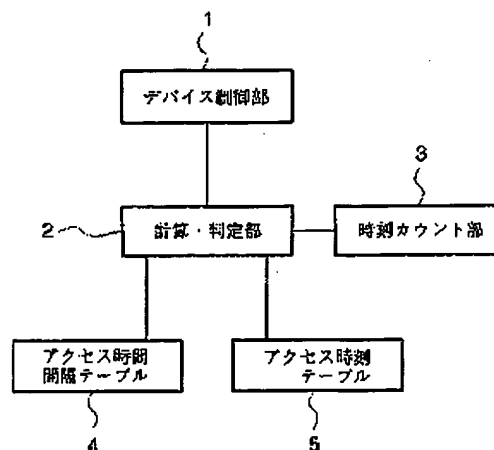 1
デバイス制御部
3
2
計算・判定部
時刻カウント部
アクセス時間
間隔テーブル
アクセス時刻
テーブル
4
5